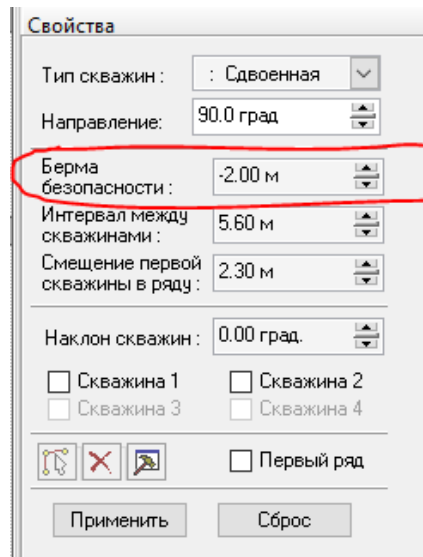 Свойства
Тип скважин : : Сдвоенная
Направление: 90.0 град
Берма
безопасности : -2.00 м
Интервал между
скважинами : 5.60 м
Смещение первой
скважины в ряду : 2.30 м
Наклон скважин : 0.00 град.
Скважина 1 Скважина 2
Скважина 3 Скважина 4
Первый ряд
Применить Сброс